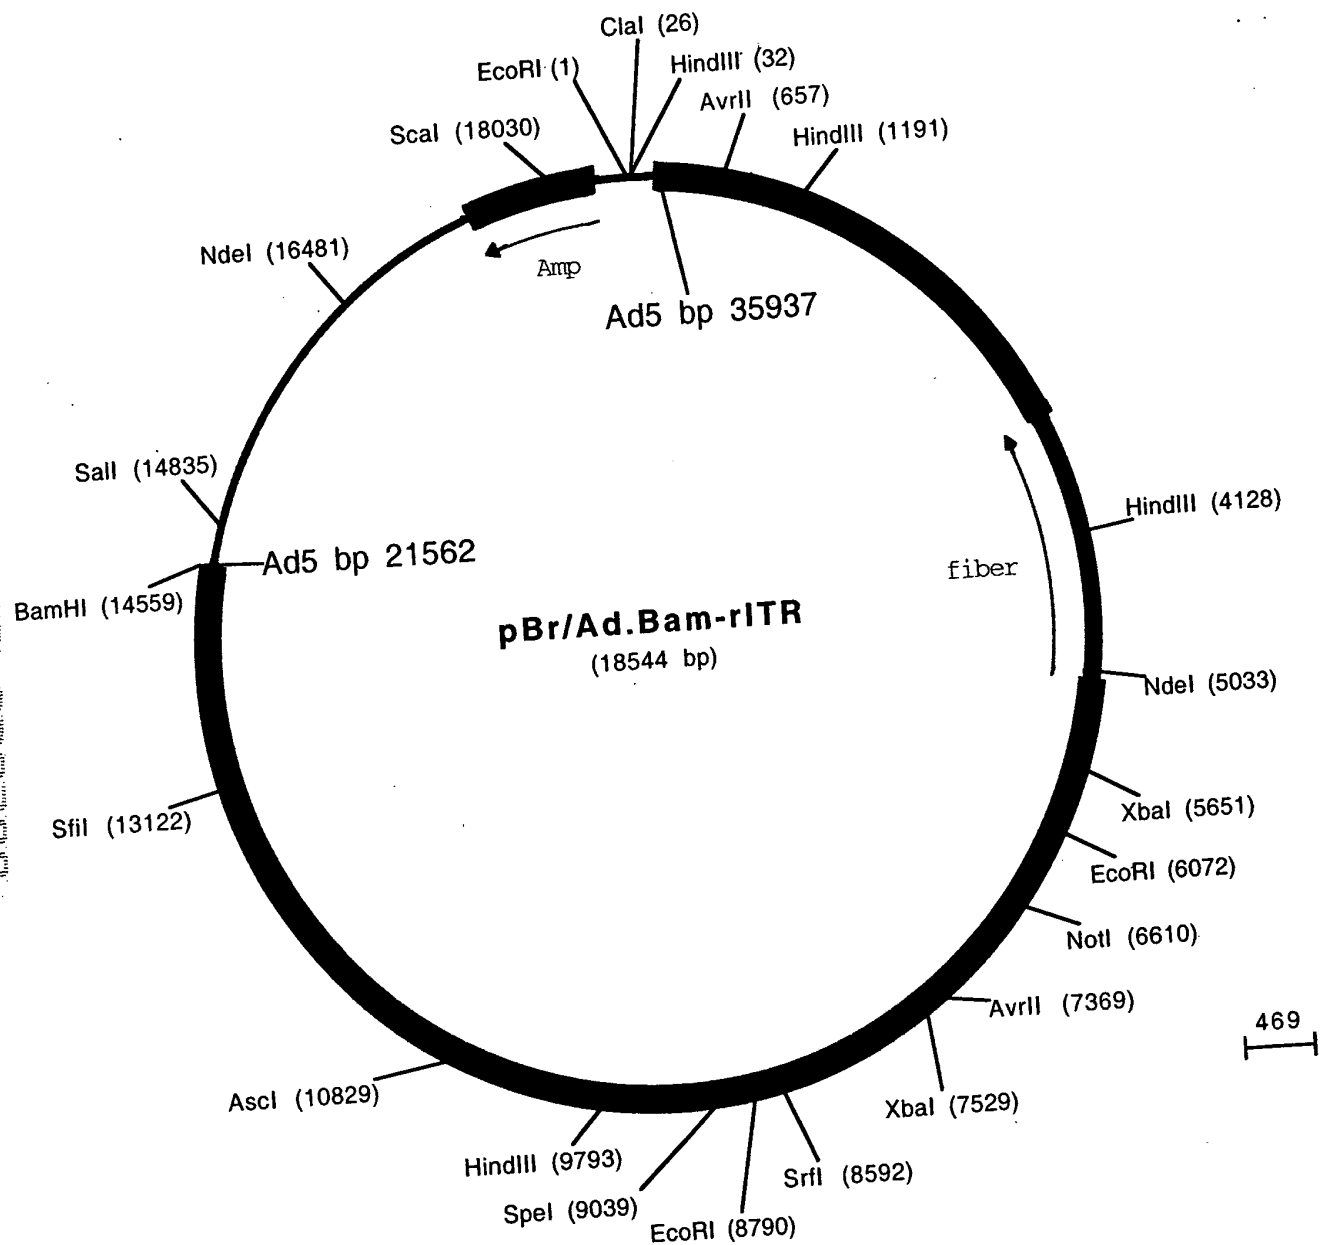 ClaI (26)
EcoRI (1)
HindIII (32)
AvrII (657)
ScaI (18030)
HindIII (1191)
NdeI (16481)
Amp
Ad5 bp 35937
SalI (14835)
HindIII (4128)
Ad5 bp 21562
fiber
BamHI (14559)
pBr/Ad.Bam-rITR
(18544 bp)
NdeI (5033)
XbaI (5651)
SfiI (13122)
EcoRI (6072)
NotI (6610)
AvrII (7369)
469
AscI (10829)
XbaI (7529)
HindIII (9793)
SrfI (8592)
SpeI (9039)
EcoRI (8790)